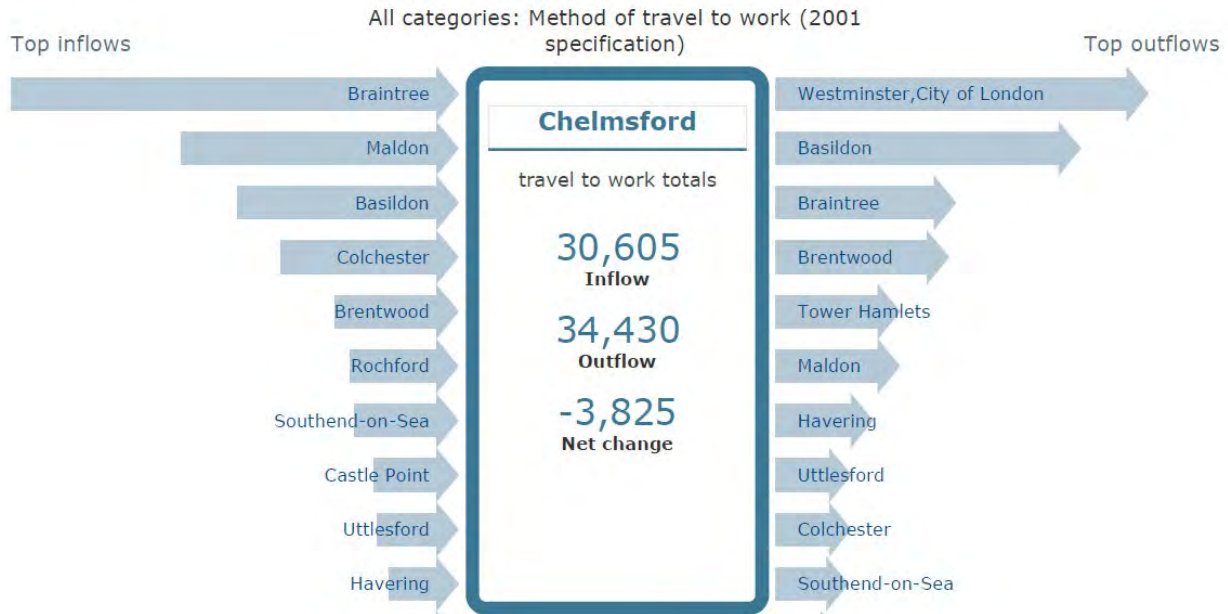 All categories: Method of travel to work (2001
specification)
Top inflows
Top outflows
Braintree
Maldon
Basildon
Colchester
Brentwood
Rochford
Southend-on-Sea
Castle Point
Uttlesford
Havering
Chelmsford
travel to work totals
30,605
Inflow
34,430
Outflow
-3,825
Net change
Westminster,City of London
Basildon
Braintree
Brentwood
Tower Hamlets
Maldon
Havering
Uttlesford
Colchester
Southend-on-Sea